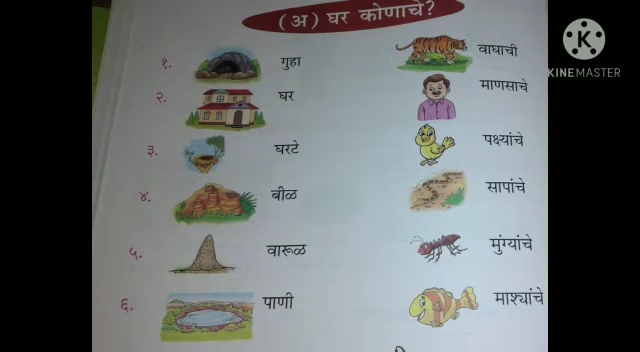 (अ) घर कोणाचे?
१. गुहा वाघाची
२. घर माणसाचे
३. घरटे पक्ष्यांचे
४. बीळ सापांचे
५. वारूळ मुंग्यांचे
६. पाणी माश्यांचे
KINEMASTER